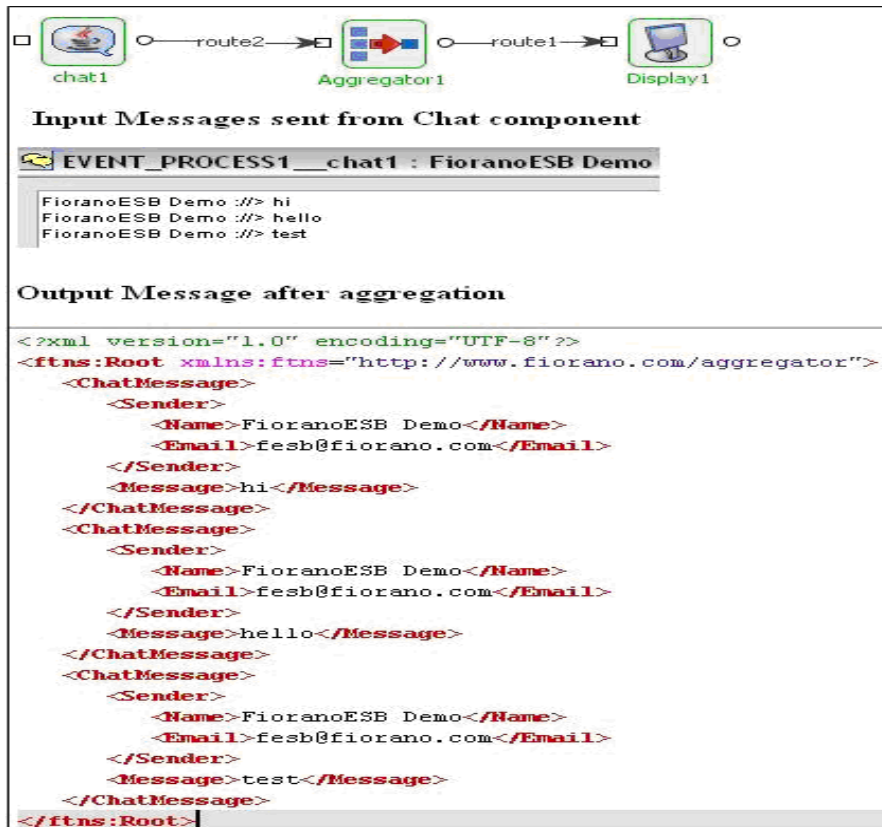 route2 route1
chat1 Aggregator1 Display1
Input Messages sent from Chat component
EVENT_PROCESS1__chat1 : FioranoESB Demo
FioranoESB Demo ://> hi
FioranoESB Demo ://> hello
FioranoESB Demo ://> test
Output Message after aggregation
<?xml version="1.0" encoding="UTF-8"?>
<ftns:Root xmlns:ftns="http://www.fiorano.com/aggregator">
<ChatMessage>
<Sender>
<Name>FioranoESB Demo</Name>
<Email>fesb@fiorano.com</Email>
</Sender>
<Message>hi</Message>
</ChatMessage>
<ChatMessage>
<Sender>
<Name>FioranoESB Demo</Name>
<Email>fesb@fiorano.com</Email>
</Sender>
<Message>hello</Message>
</ChatMessage>
<ChatMessage>
<Sender>
<Name>FioranoESB Demo</Name>
<Email>fesb@fiorano.com</Email>
</Sender>
<Message>test</Message>
</ChatMessage>
</ftns:Root>